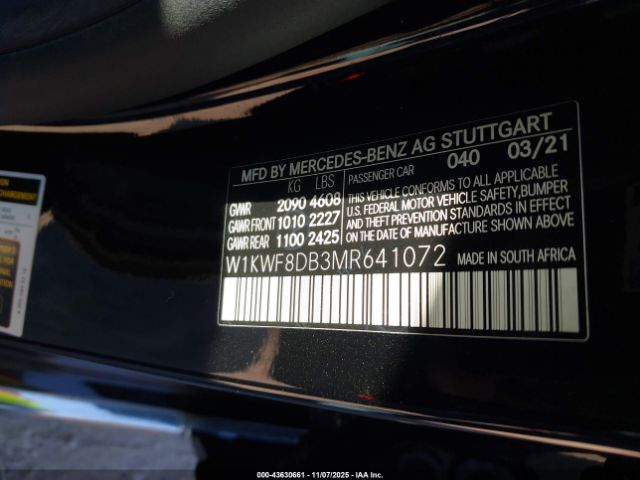 MFD BY MERCEDES-BENZ AG STUTTGART
KG LBS PASSENGER CAR 040 03/21
GVWR 2090 4608
GAWR FRONT 1010 2227
GAWR REAR 1100 2425
THIS VEHICLE CONFORMS TO ALL APPLICABLE
U.S. FEDERAL MOTOR VEHICLE SAFETY, BUMPER
AND THEFT PREVENTION STANDARDS IN EFFECT
ON THE DATE OF MANUFACTURE SHOWN ABOVE.
W1KWF8DB3MR641072 MADE IN SOUTH AFRICA
000-43630661 - 11/07/2025 - IAA Inc.